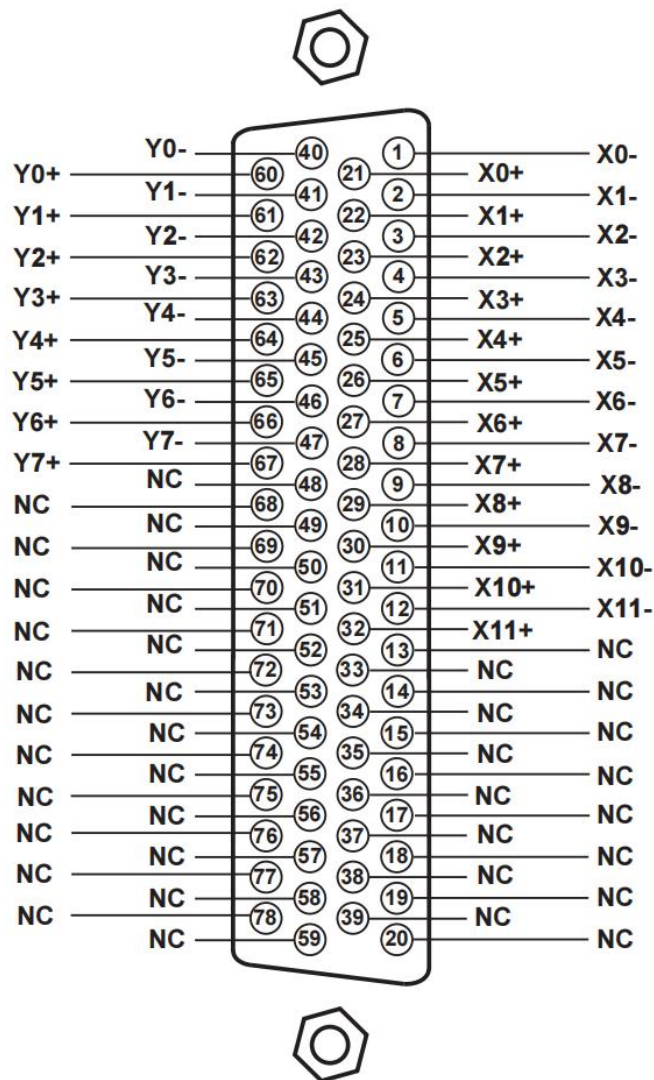 Y0- 40 1 X0-
Y0+ 60 21 X0+
Y1- 41 2 X1-
Y1+ 61 22 X1+
Y2- 42 3 X2-
Y2+ 62 23 X2+
Y3- 43 4 X3-
Y3+ 63 24 X3+
Y4- 44 5 X4-
Y4+ 64 25 X4+
Y5- 45 6 X5-
Y5+ 65 26 X5+
Y6- 46 7 X6-
Y6+ 66 27 X6+
Y7- 47 8 X7-
Y7+ 67 28 X7+
NC 48 9 X8-
NC 68 29 X8+
NC 49 10 X9-
NC 69 30 X9+
NC 50 11 X10-
NC 70 31 X10+
NC 51 12 X11-
NC 71 32 X11+
NC 52 13 NC
NC 72 33 NC
NC 53 14 NC
NC 73 34 NC
NC 54 15 NC
NC 74 35 NC
NC 55 16 NC
NC 75 36 NC
NC 56 17 NC
NC 76 37 NC
NC 57 18 NC
NC 77 38 NC
NC 58 19 NC
NC 78 39 NC
NC 59 20 NC